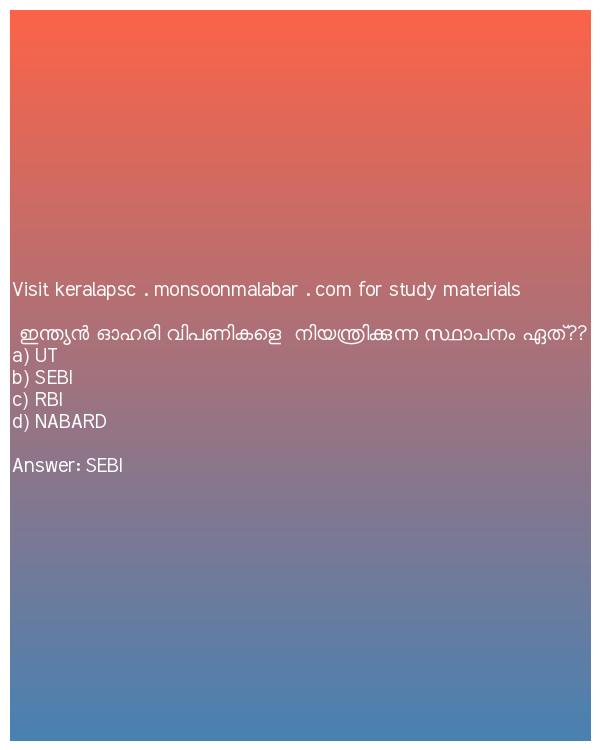 Visit keralapsc . monsoonmalabar . com for study materials
ഇന്ത്യൻ ഓഹരി വിപണികളെ നിയന്ത്രിക്കുന്ന സ്ഥാപനം ഏത്??
a) UT
b) SEBI
c) RBI
d) NABARD
Answer: SEBI